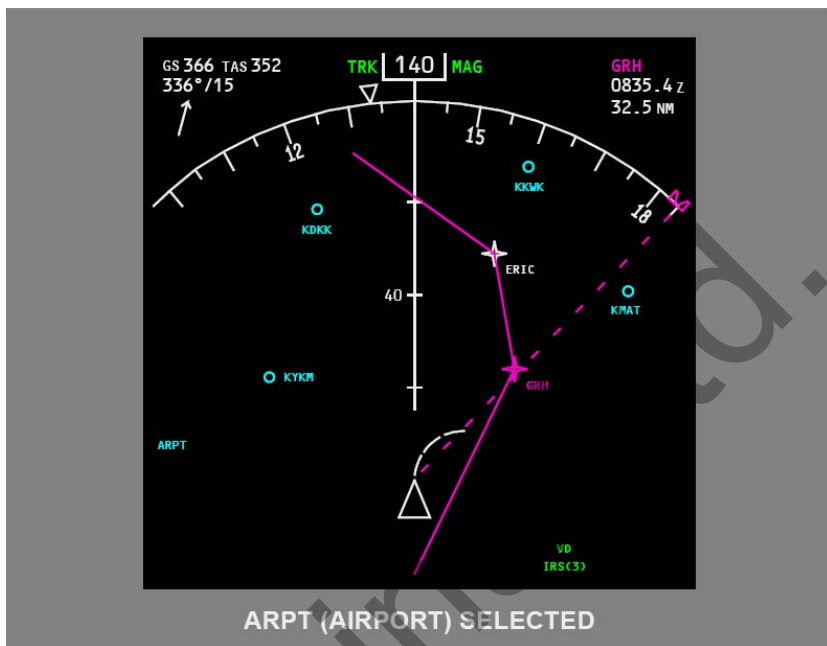 GS 366 TAS 352
336°/15
TRK 140 MAG
GRH
0835.4 Z
32.5 NM
12
15
18
KKWK
KDKK
ERIC
40
KMAT
KYKM
GRH
ARPT
VD
IRS(3)
ARPT (AIRPORT) SELECTED